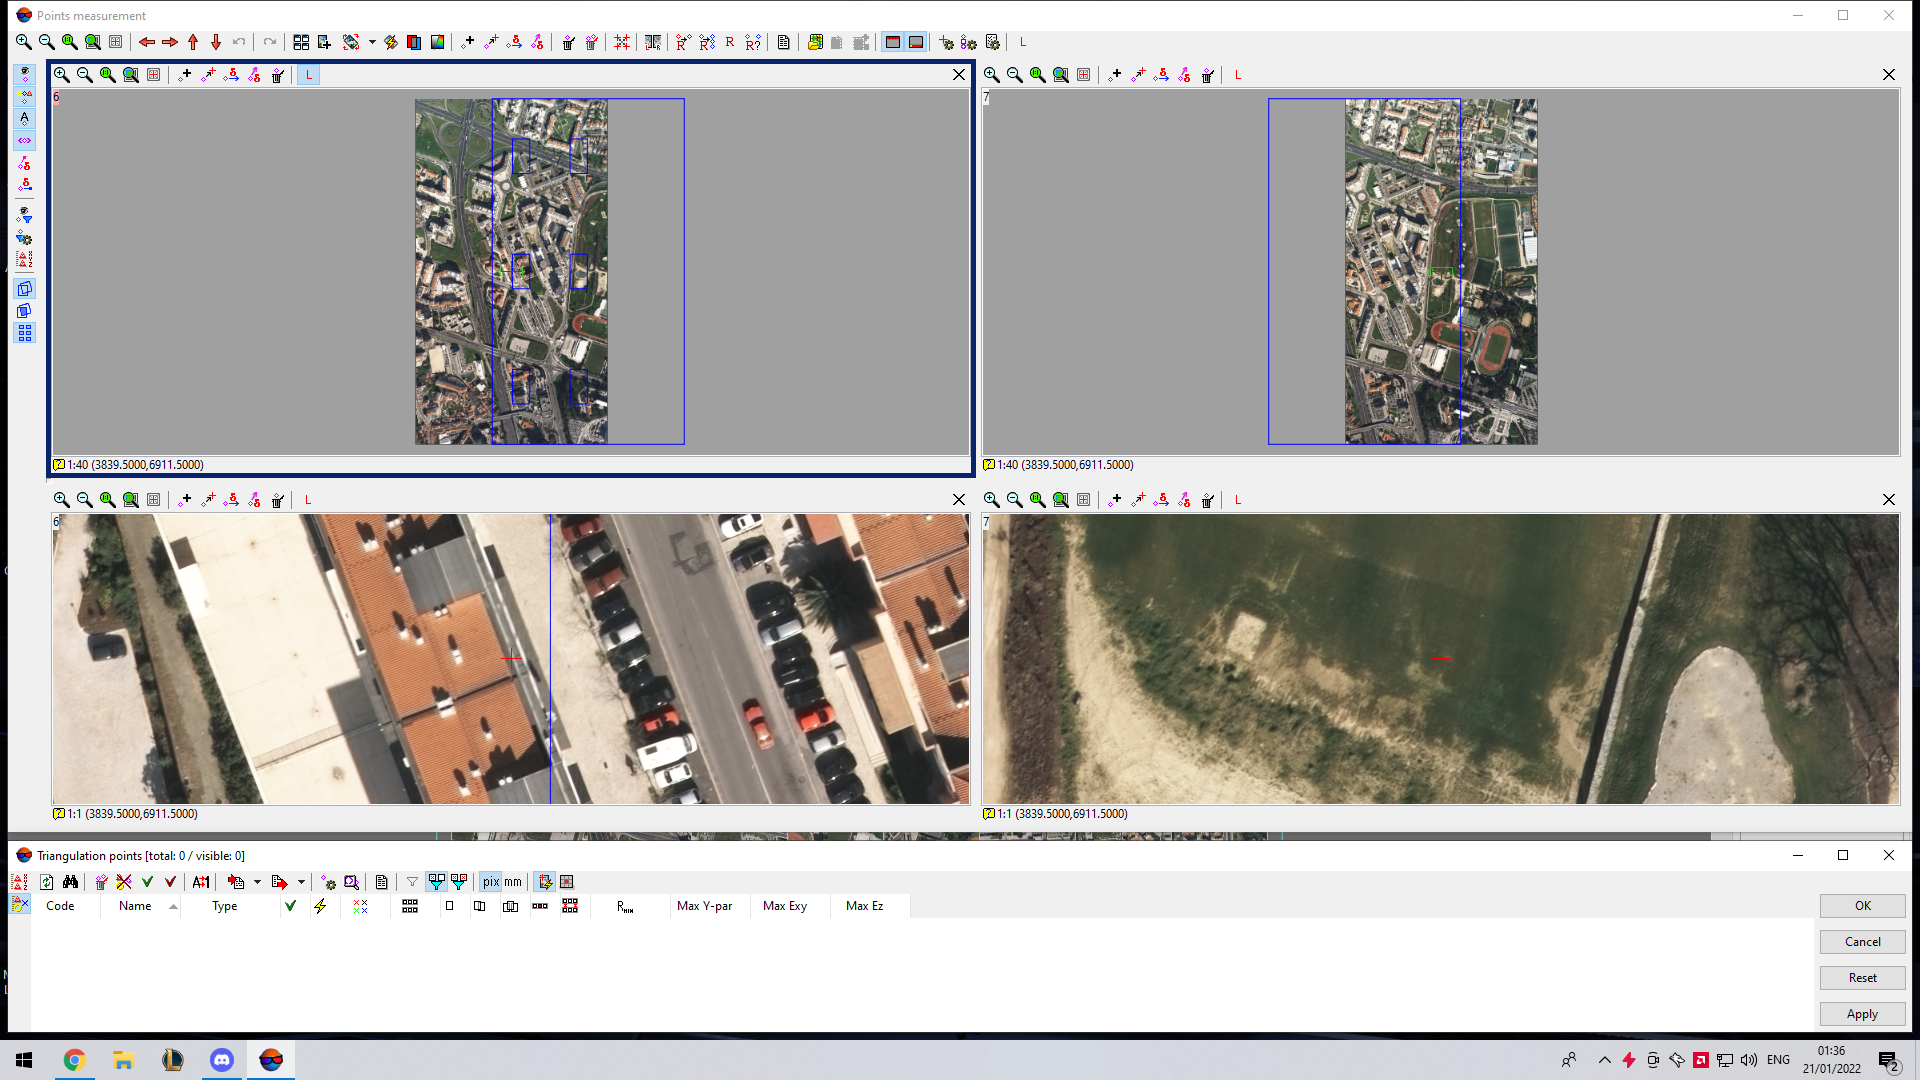 Points measurement
L
L
L
6
7
1:40 (3839.5000,6911.5000)
1:40 (3839.5000,6911.5000)
L
L
6
7
1:1 (3839.5000,6911.5000)
1:1 (3839.5000,6911.5000)
Triangulation points [total: 0 / visible: 0]
pix mm
Code Name Type RMIN Max Y-par Max Exy Max Ez
OK
Cancel
Reset
Apply
ENG
01:36
21/01/2022
2